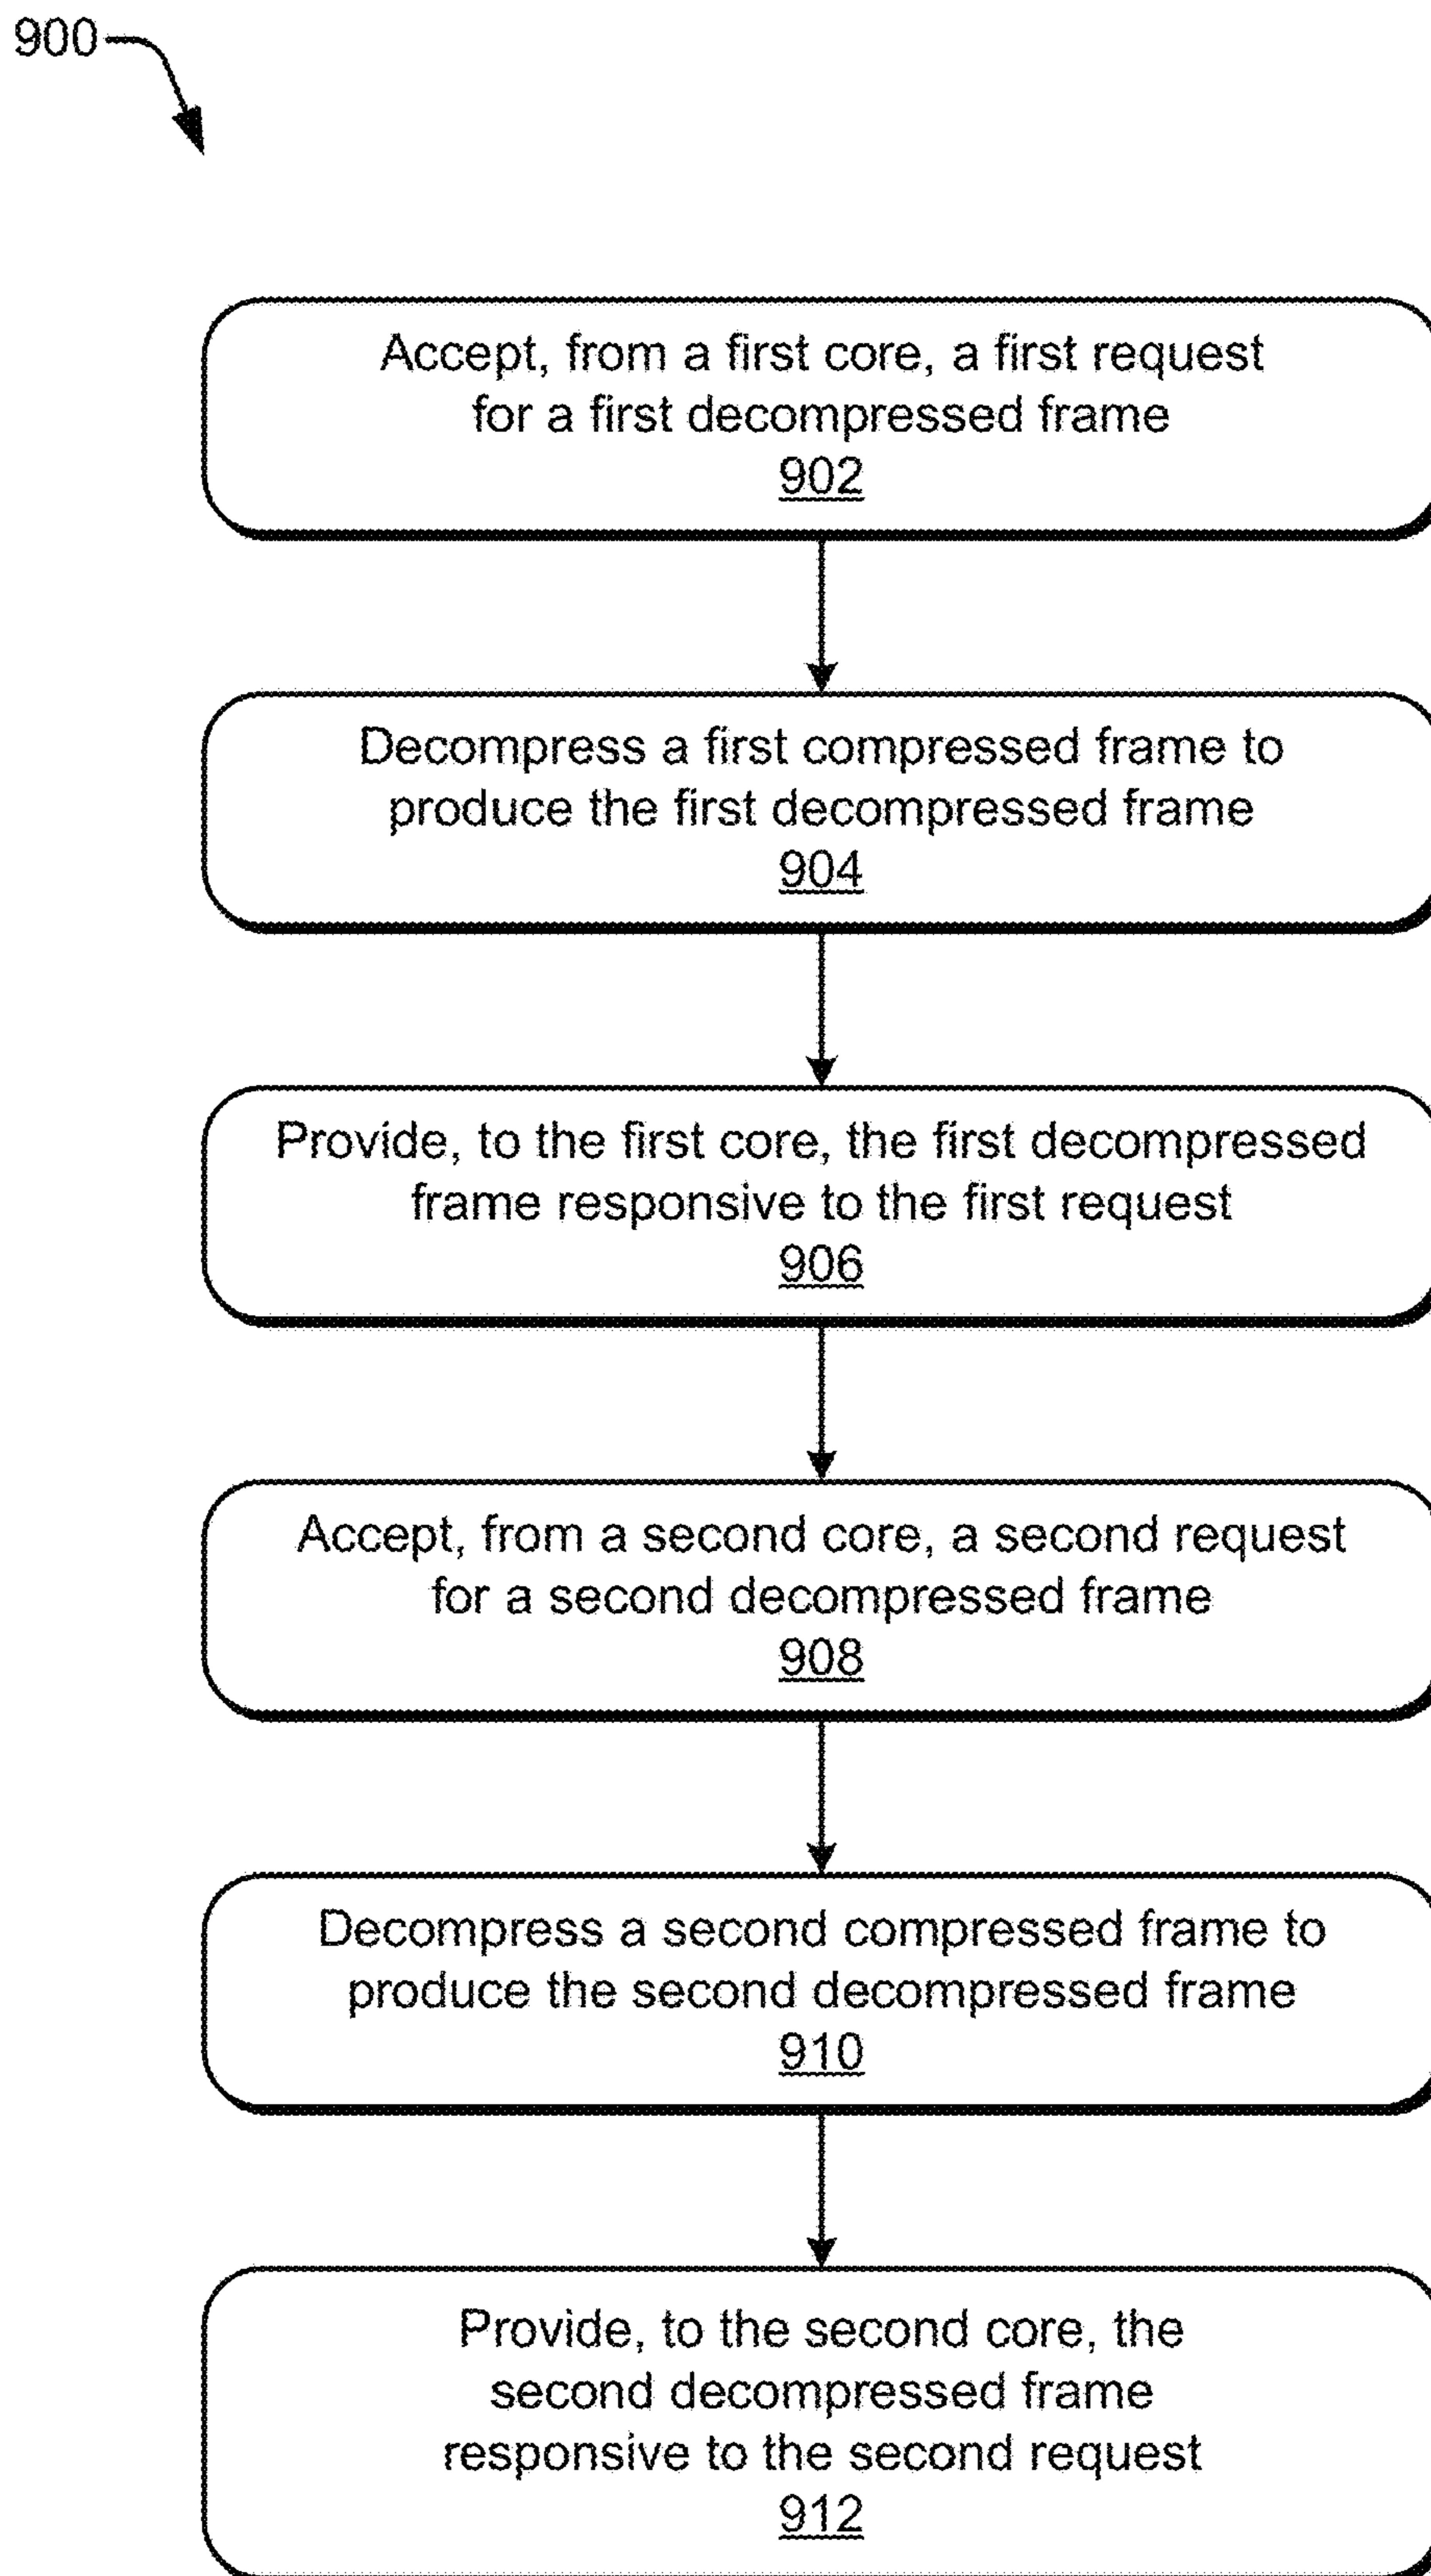 900
Accept, from a first core, a first request
for a first decompressed frame
902
Decompress a first compressed frame to
produce the first decompressed frame
904
Provide, to the first core, the first decompressed
frame responsive to the first request
906
Accept, from a second core, a second request
for a second decompressed frame
908
Decompress a second compressed frame to
produce the second decompressed frame
910
Provide, to the second core, the
second decompressed frame
responsive to the second request
912